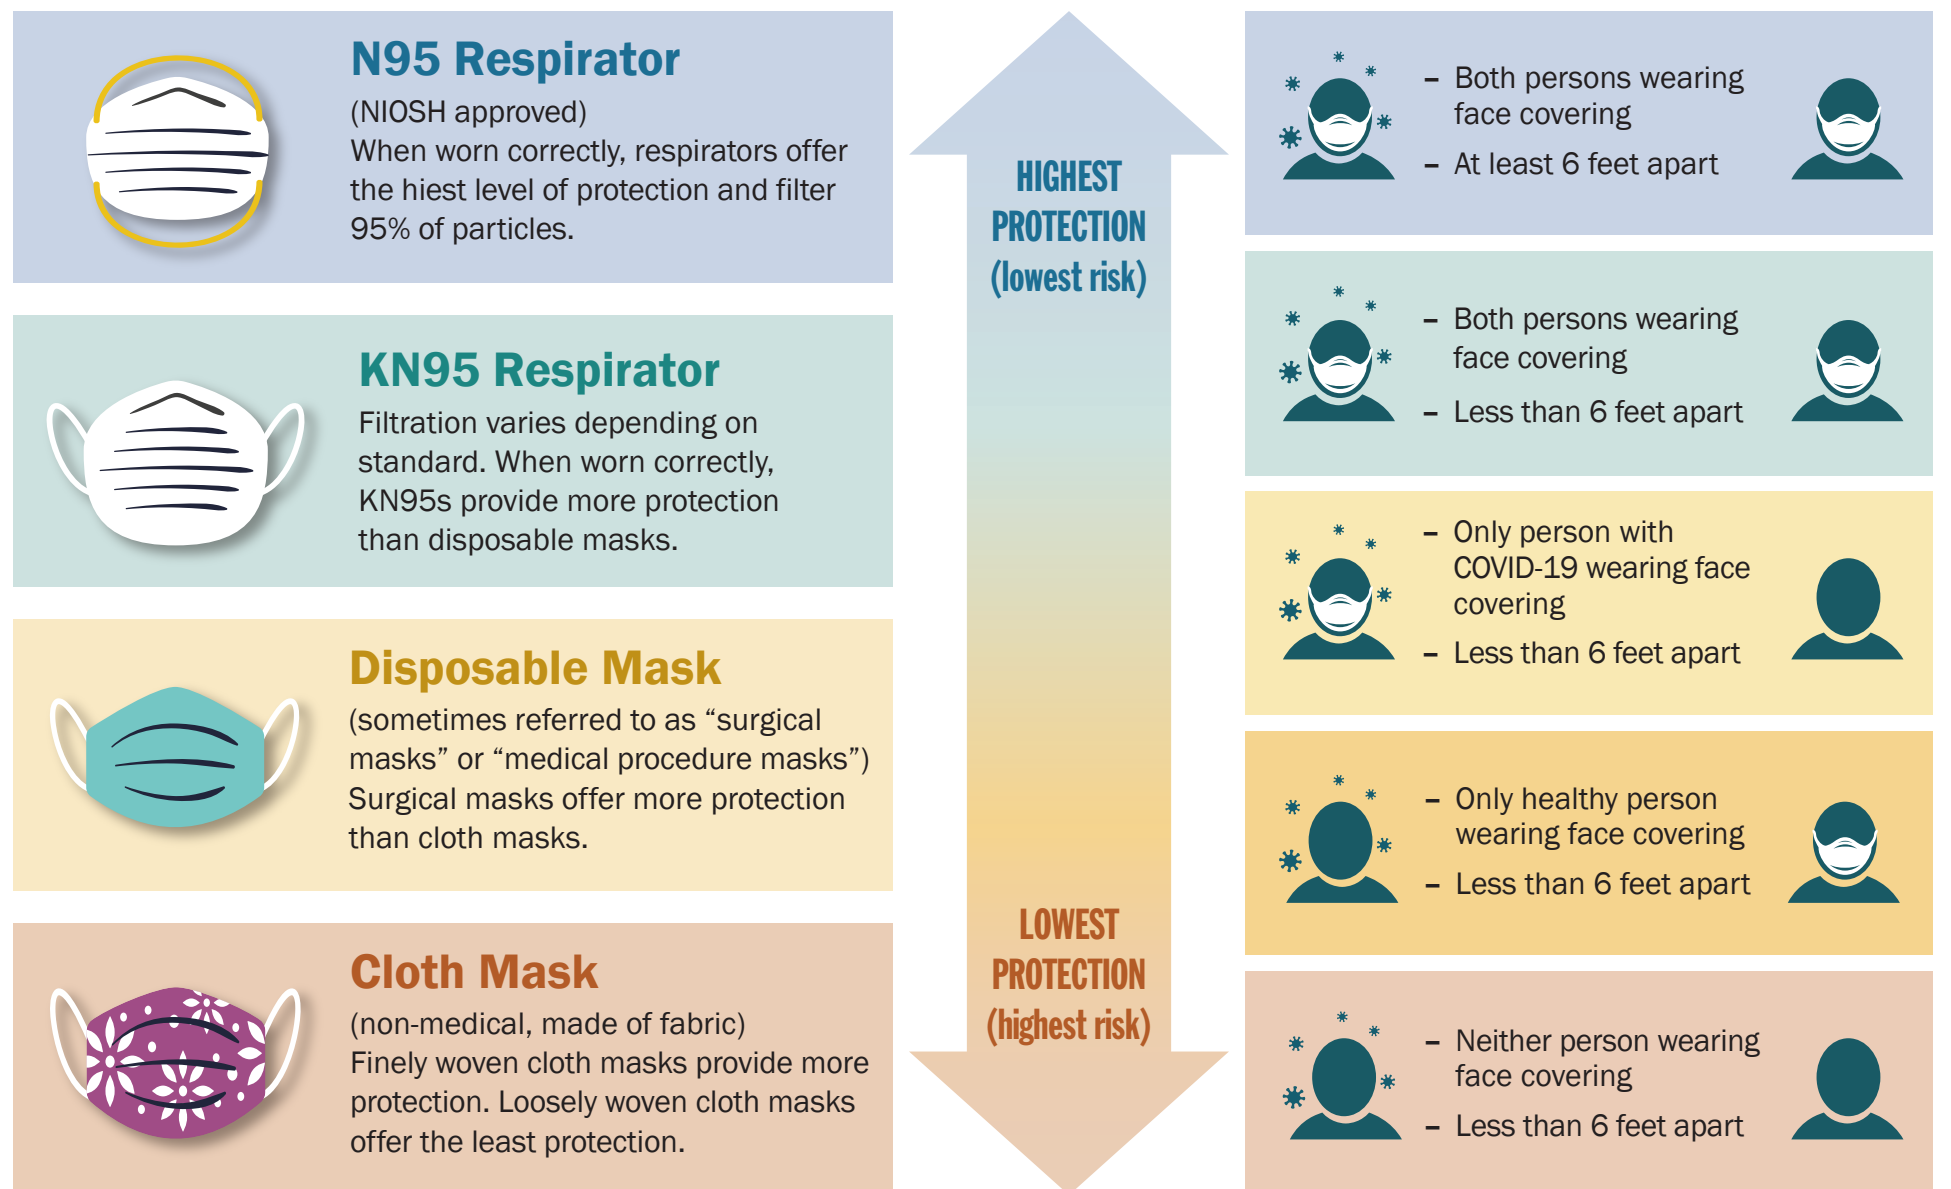 N95 Respirator
(NIOSH approved)
When worn correctly, respirators offer
the hiest level of protection and filter
95% of particles.
KN95 Respirator
Filtration varies depending on
standard. When worn correctly,
KN95s provide more protection
than disposable masks.
Disposable Mask
(sometimes referred to as “surgical
masks” or “medical procedure masks”)
Surgical masks offer more protection
than cloth masks.
Cloth Mask
(non-medical, made of fabric)
Finely woven cloth masks provide more
protection. Loosely woven cloth masks
offer the least protection.
HIGHEST
PROTECTION
(lowest risk)
LOWEST
PROTECTION
(highest risk)
– Both persons wearing
face covering
– At least 6 feet apart
– Both persons wearing
face covering
– Less than 6 feet apart
– Only person with
COVID-19 wearing face
covering
– Less than 6 feet apart
– Only healthy person
wearing face covering
– Less than 6 feet apart
– Neither person wearing
face covering
– Less than 6 feet apart